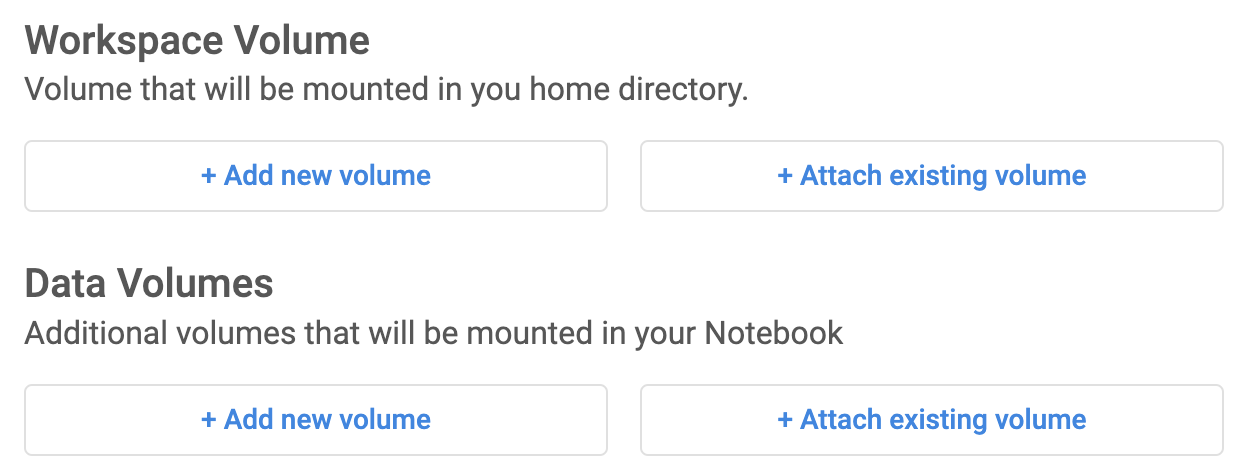 Workspace Volume
Volume that will be mounted in you home directory.
+ Add new volume
+ Attach existing volume
Data Volumes
Additional volumes that will be mounted in your Notebook
+ Add new volume
+ Attach existing volume